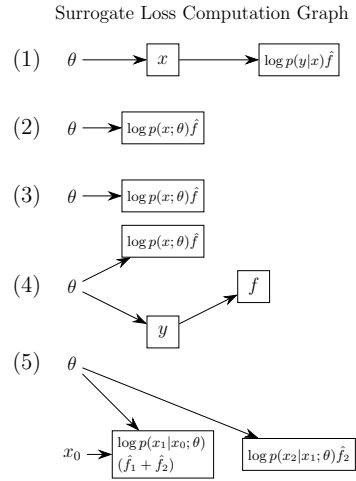 Surrogate Loss Computation Graph
(1) θ x log p(y|x)f̂
(2) θ log p(x; θ)f̂
(3) θ log p(x; θ)f̂
log p(x; θ)f̂
(4) θ f
y
(5) θ
x₀ log p(x₁|x₀; θ)
(f̂₁ + f̂₂) log p(x₂|x₁; θ)f̂₂